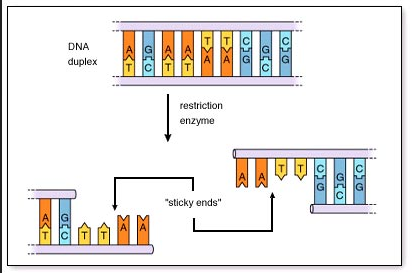 DNA
duplex
A G A A T T C G C
T C T T A A G C G
restriction
enzyme
A A T T C G C
G C G
"sticky ends"
A G
T C T T A A